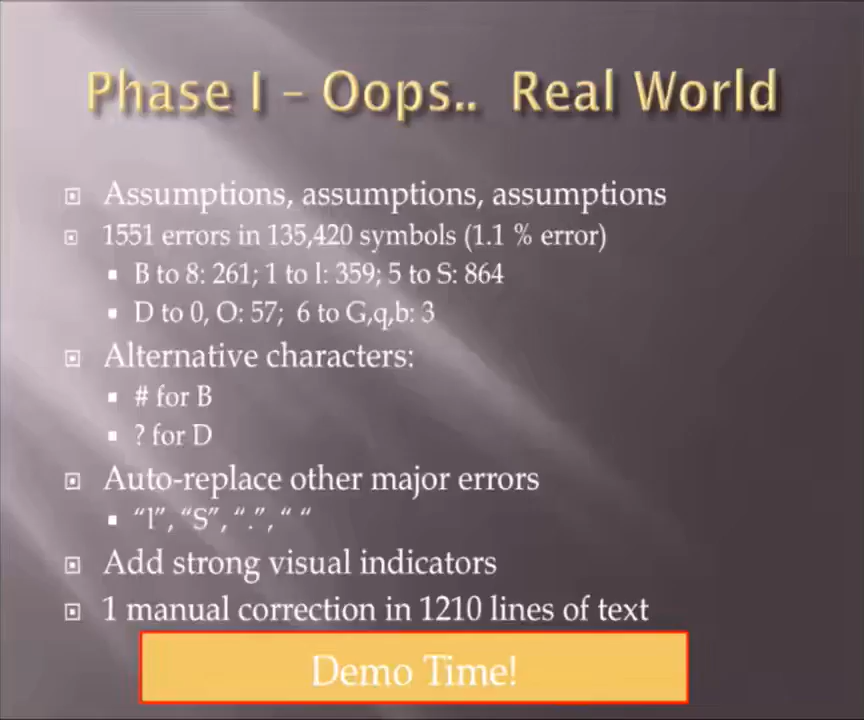 Phase I – Oops..  Real World
Assumptions, assumptions, assumptions
1551 errors in 135,420 symbols (1.1 % error)
B to 8: 261; 1 to l: 359; 5 to S: 864
D to 0, O: 57;  6 to G,q,b: 3
Alternative characters:
# for B
? for D
Auto-replace other major errors
“l”, “S”, “.”, “ “
Add strong visual indicators
1 manual correction in 1210 lines of text
Demo Time!